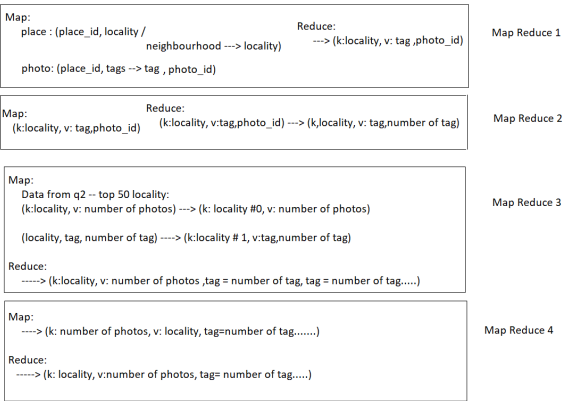 Map:
place : (place_id, locality /
neighbourhood ---> locality)
photo: (place_id, tags --> tag , photo_id)
Reduce:
---> (k:locality, v: tag ,photo_id)
Map Reduce 1
Map:
(k:locality, v: tag,photo_id)
Reduce:
(k:locality, v:tag,photo_id) ---> (k,locality, v: tag,number of tag)
Map Reduce 2
Map:
Data from q2 -- top 50 locality:
(k:locality, v: number of photos) ---> (k: locality #0, v: number of photos)
(locality, tag, number of tag) ----> (k:locality # 1, v:tag,number of tag)
Reduce:
-----> (k:locality, v: number of photos ,tag = number of tag, tag = number of tag.....)
Map Reduce 3
Map:
----> (k: number of photos, v: locality, tag=number of tag.......)
Reduce:
-----> (k: locality, v:number of photos, tag= number of tag.....)
Map Reduce 4